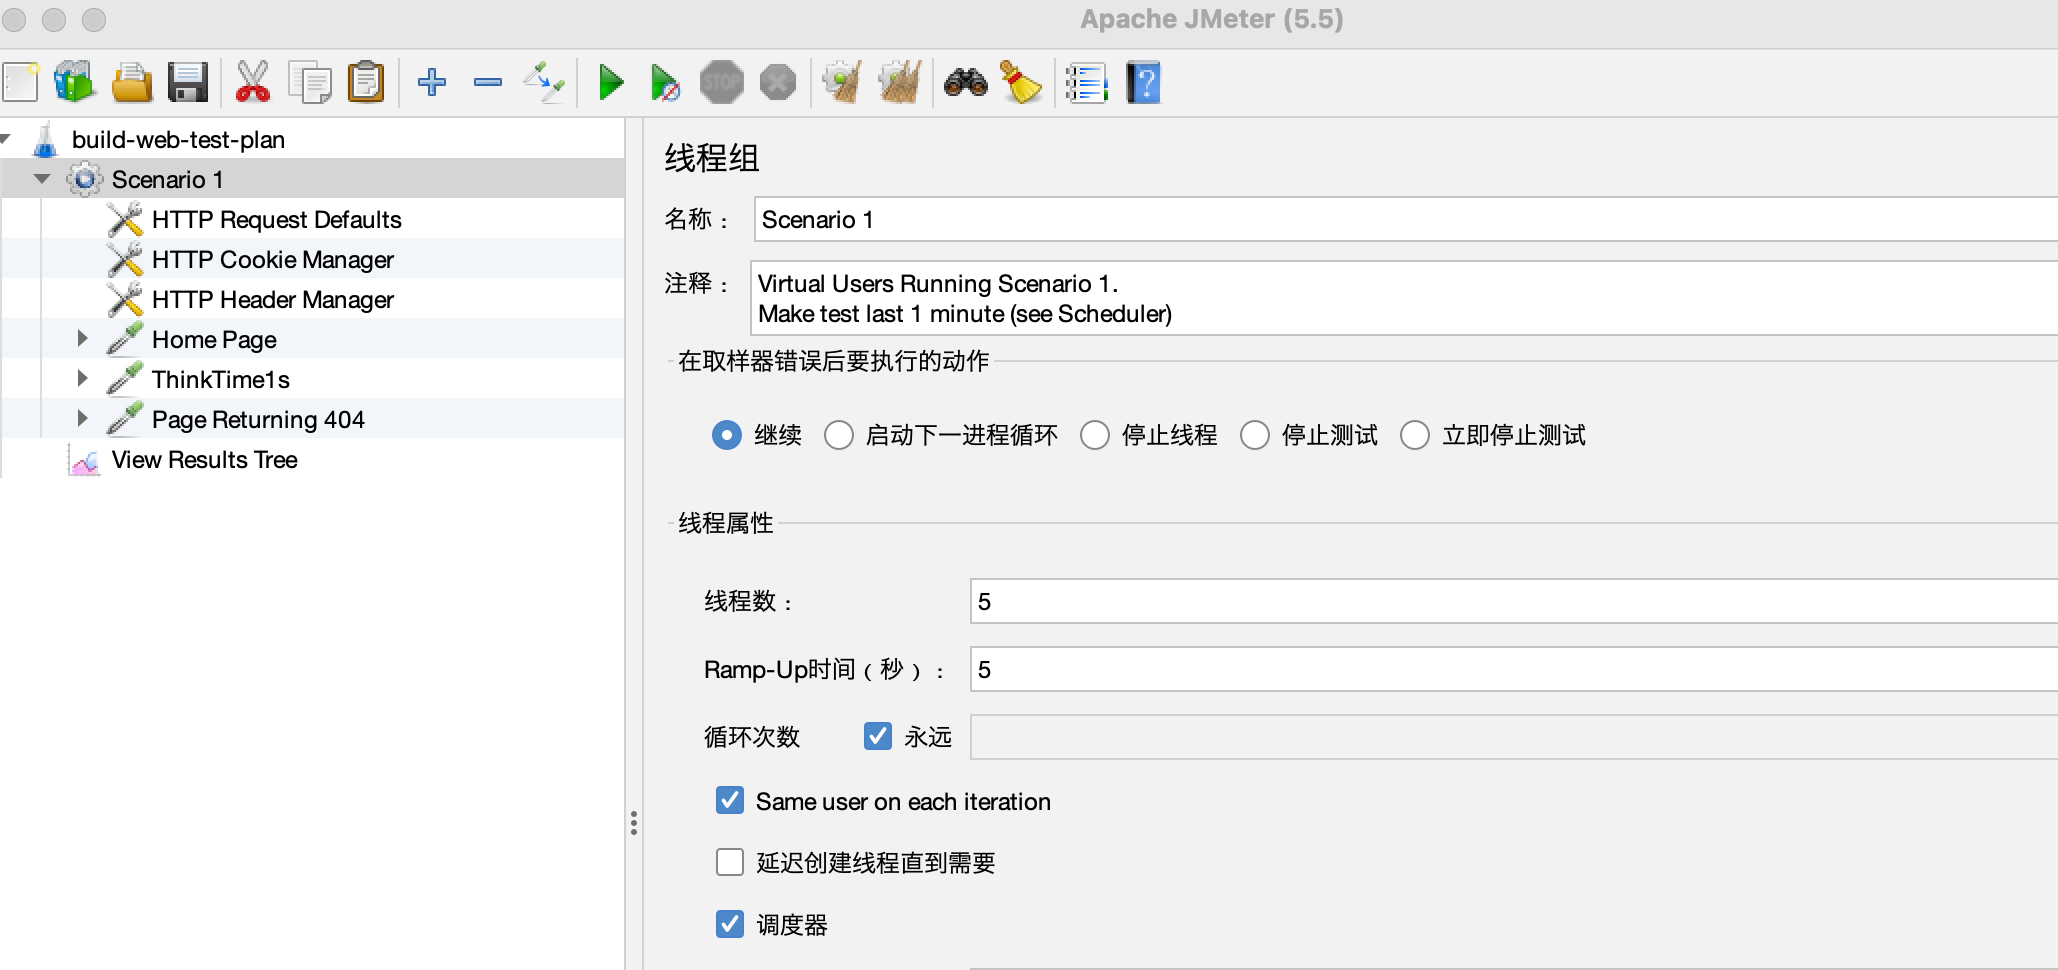 Apache JMeter (5.5)
STOP
build-web-test-plan
Scenario 1
HTTP Request Defaults
HTTP Cookie Manager
HTTP Header Manager
Home Page
ThinkTime1s
Page Returning 404
View Results Tree
线程组
名称： Scenario 1
注释： Virtual Users Running Scenario 1.
Make test last 1 minute (see Scheduler)
在取样器错误后要执行的动作
继续 启动下一进程循环 停止线程 停止测试 立即停止测试
线程属性
线程数： 5
Ramp-Up时间（秒）： 5
循环次数 永远
Same user on each iteration
延迟创建线程直到需要
调度器